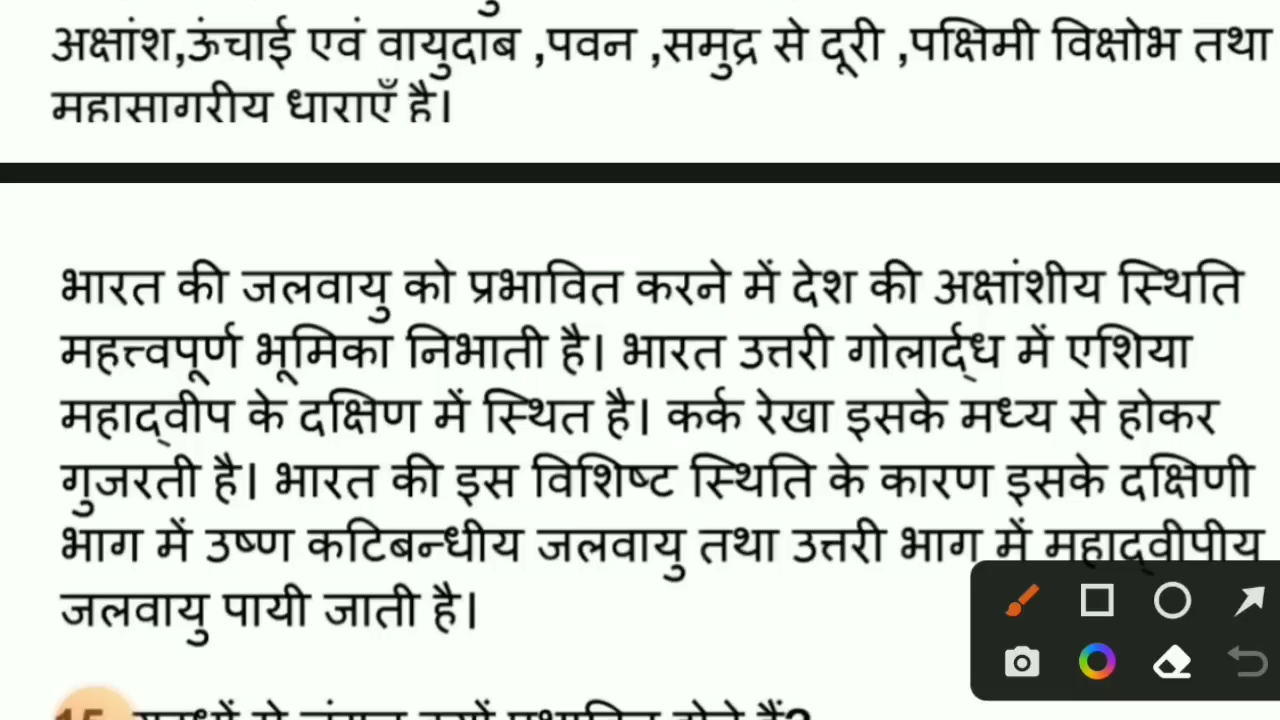 अक्षांश,ऊंचाई एवं वायुदाब ,पवन ,समुद्र से दूरी ,पक्षिमी विक्षोभ तथा
महासागरीय धाराएँ है।
भारत की जलवायु को प्रभावित करने में देश की अक्षांशीय स्थिति
महत्त्वपूर्ण भूमिका निभाती है। भारत उत्तरी गोलार्द्ध में एशिया
महाद्वीप के दक्षिण में स्थित है। कर्क रेखा इसके मध्य से होकर
गुजरती है। भारत की इस विशिष्ट स्थिति के कारण इसके दक्षिणी
भाग में उष्ण कटिबन्धीय जलवायु तथा उत्तरी भाग में महाद्वीपीय
जलवायु पायी जाती है।